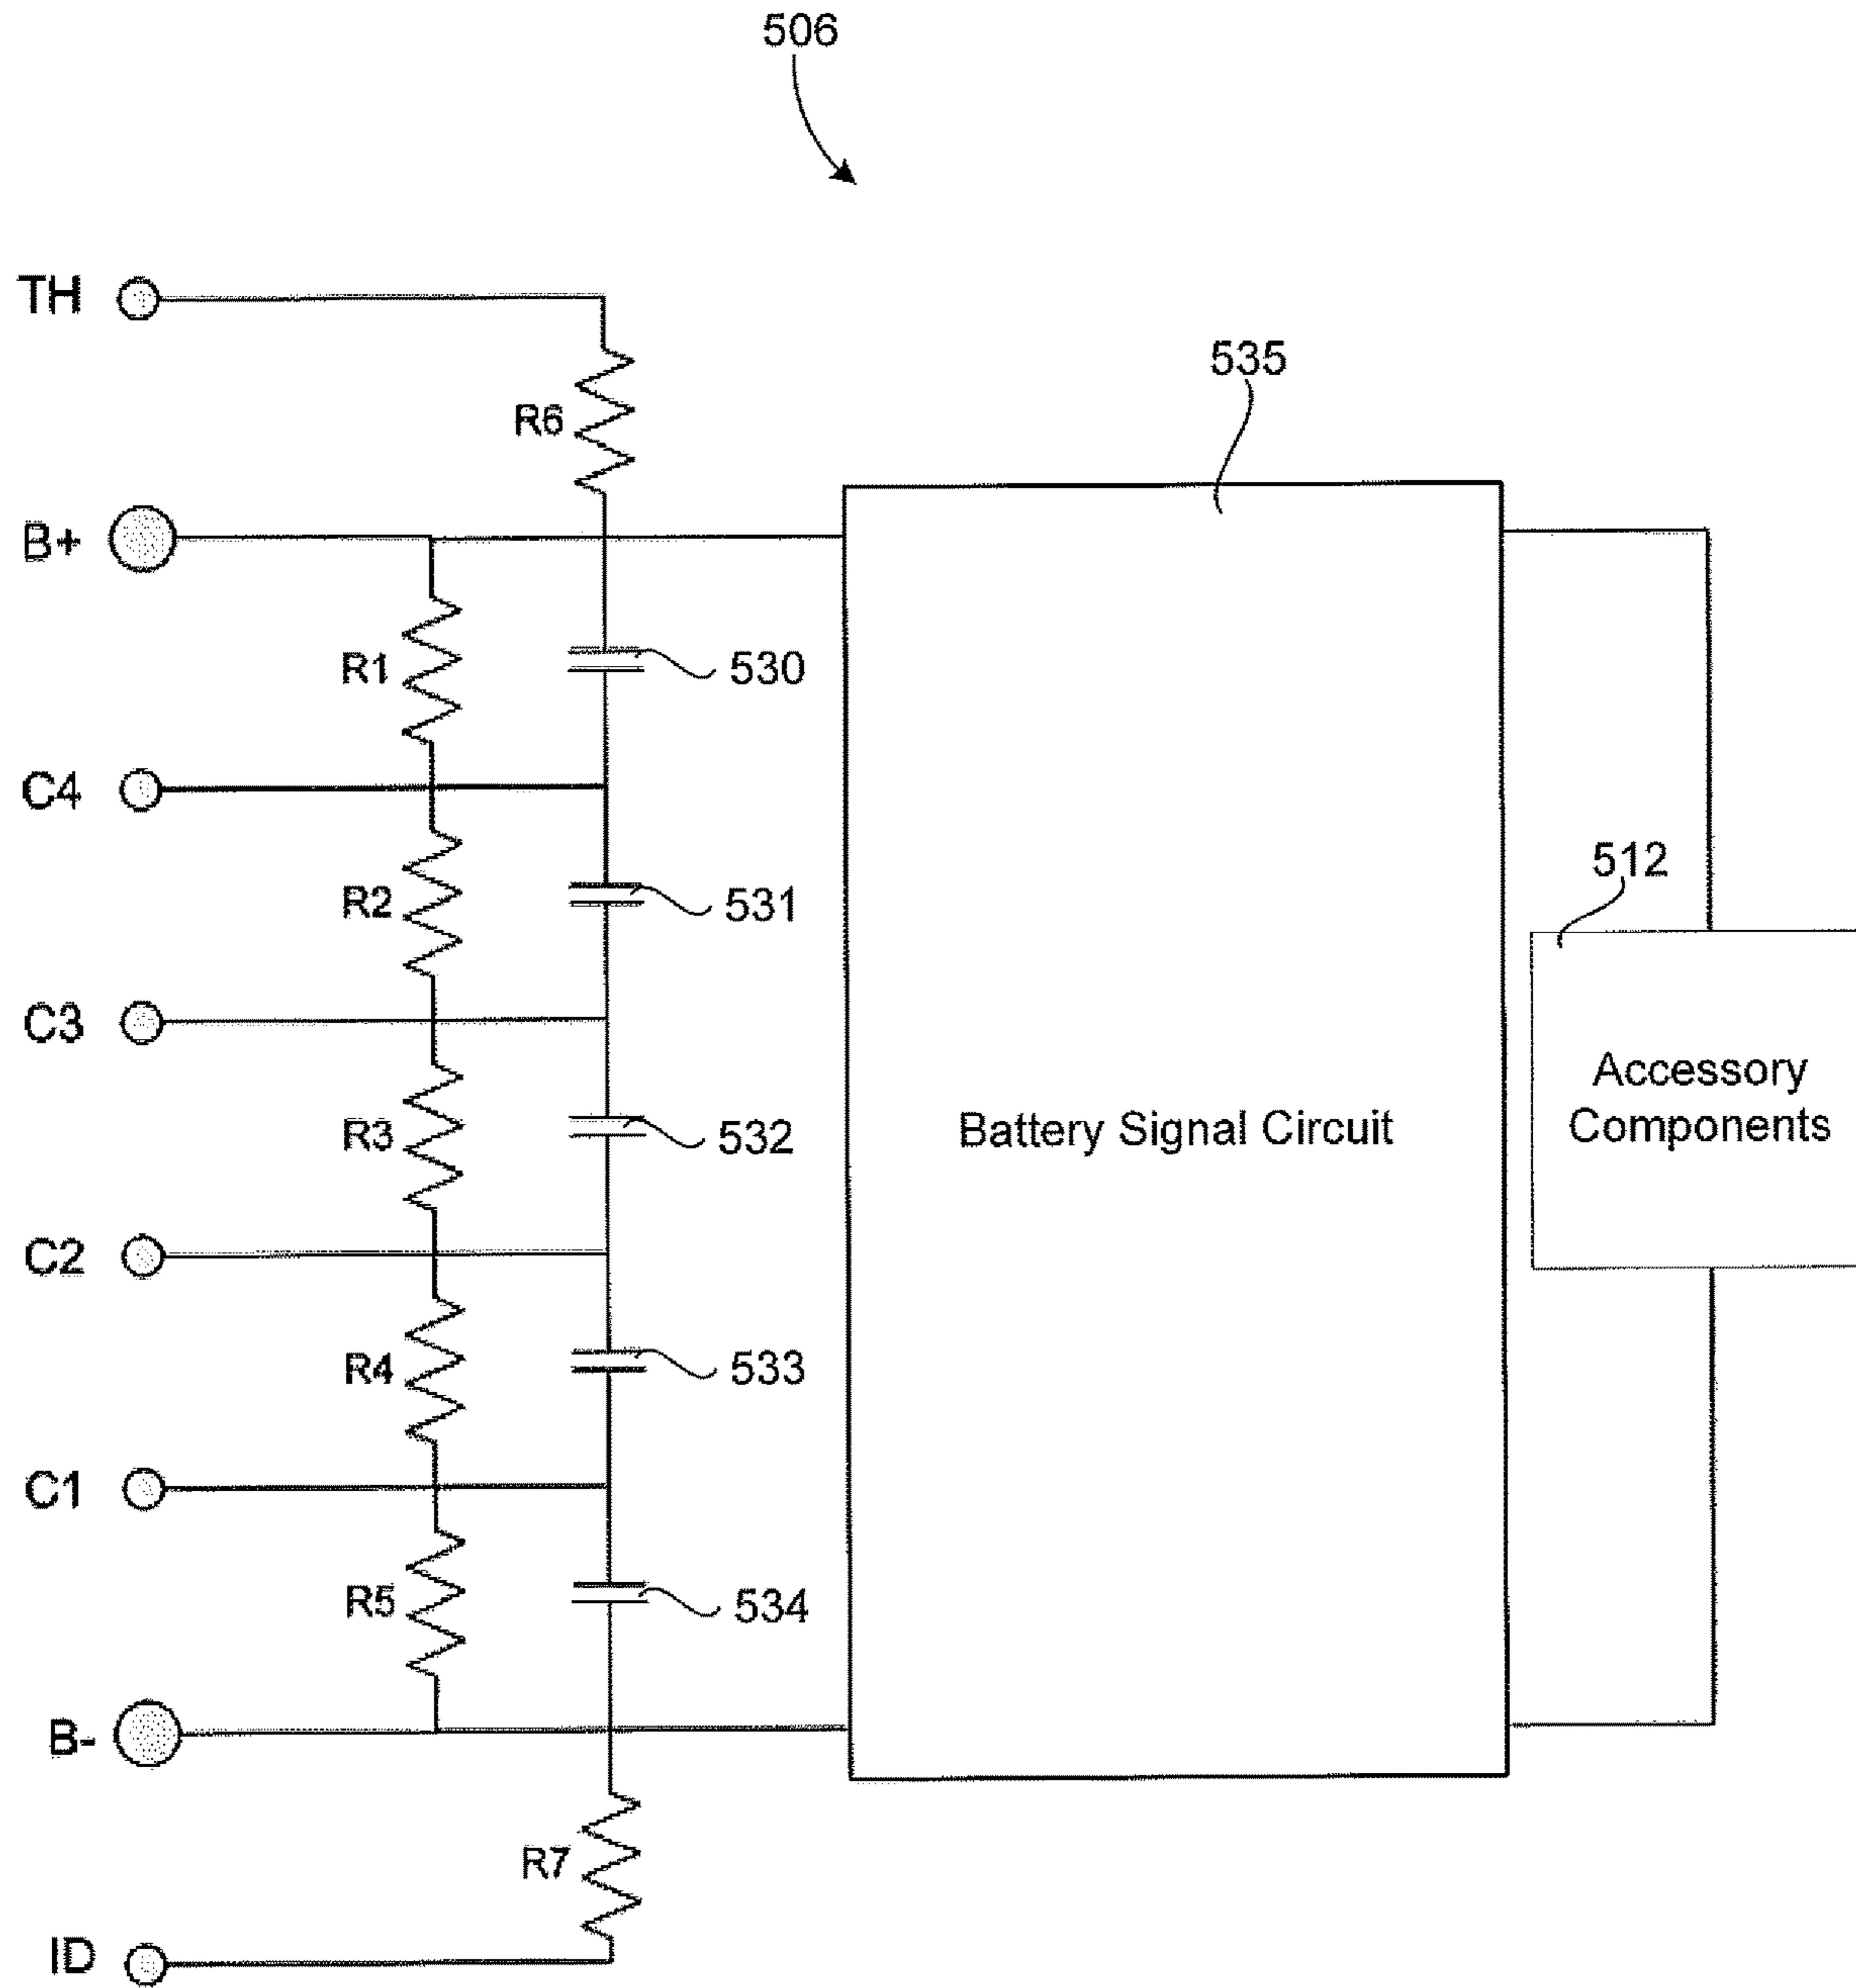 506
TH
R6
535
B+
R1
530
C4
512
R2
531
C3
Accessory
Components
R3
532
Battery Signal Circuit
C2
R4
533
C1
R5
534
B-
R7
ID